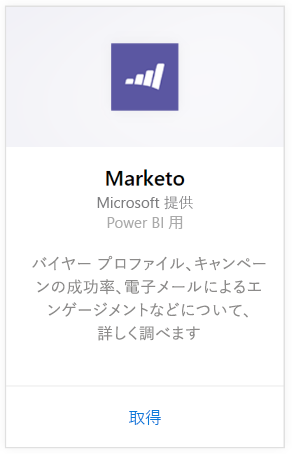 Marketo
Microsoft 提供
Power BI 用
バイヤー プロファイル、キャンペー
ンの成功率、電子メールによるエ
ンゲージメントなどについて、
詳しく調べます
取得